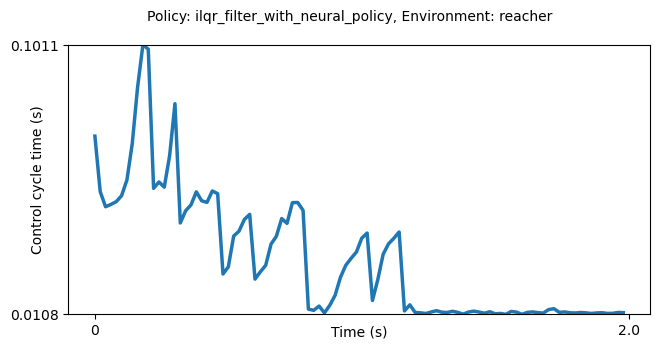 Policy: ilqr_filter_with_neural_policy, Environment: reacher
0.1011
Control cycle time (s)
0.0108
0
Time (s)
2.0